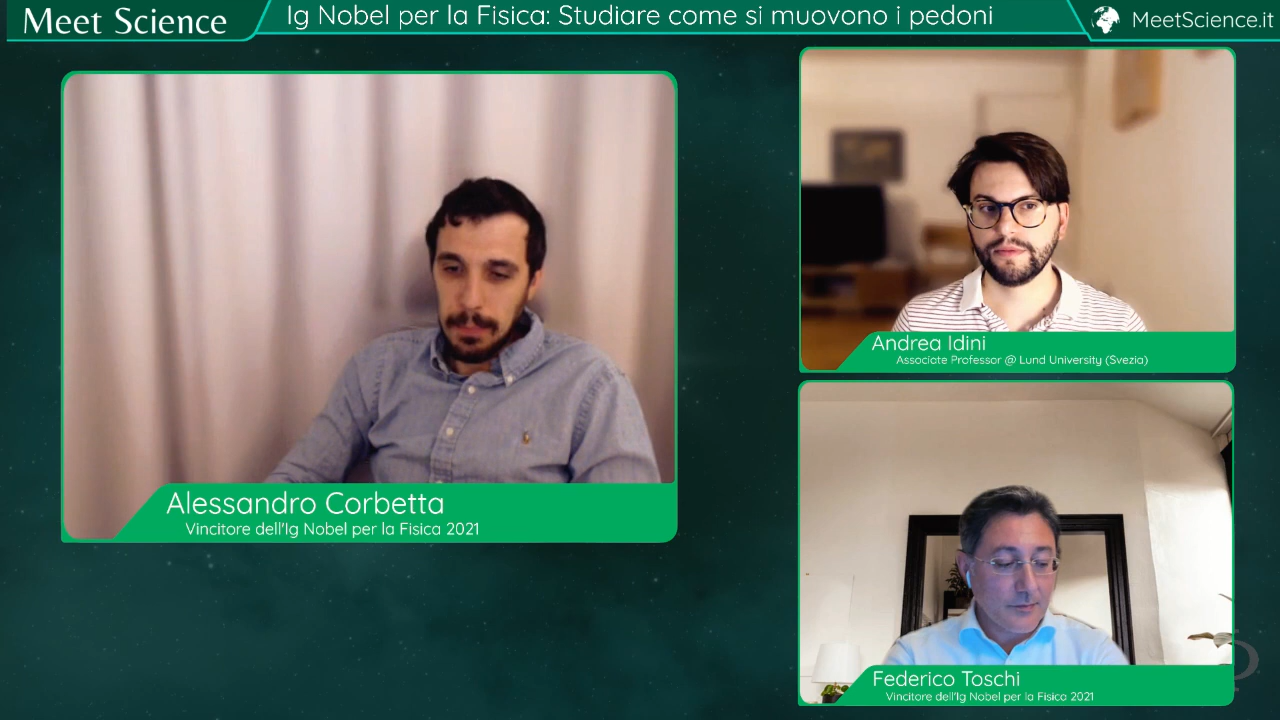 Meet Science
Ig Nobel per la Fisica: Studiare come si muovono i pedoni
MeetScience.it
Alessandro Corbetta
Vincitore dell'Ig Nobel per la Fisica 2021
Andrea Idini
Associate Professor @ Lund University (Svezia)
Federico Toschi
Vincitore dell'Ig Nobel per la Fisica 2021